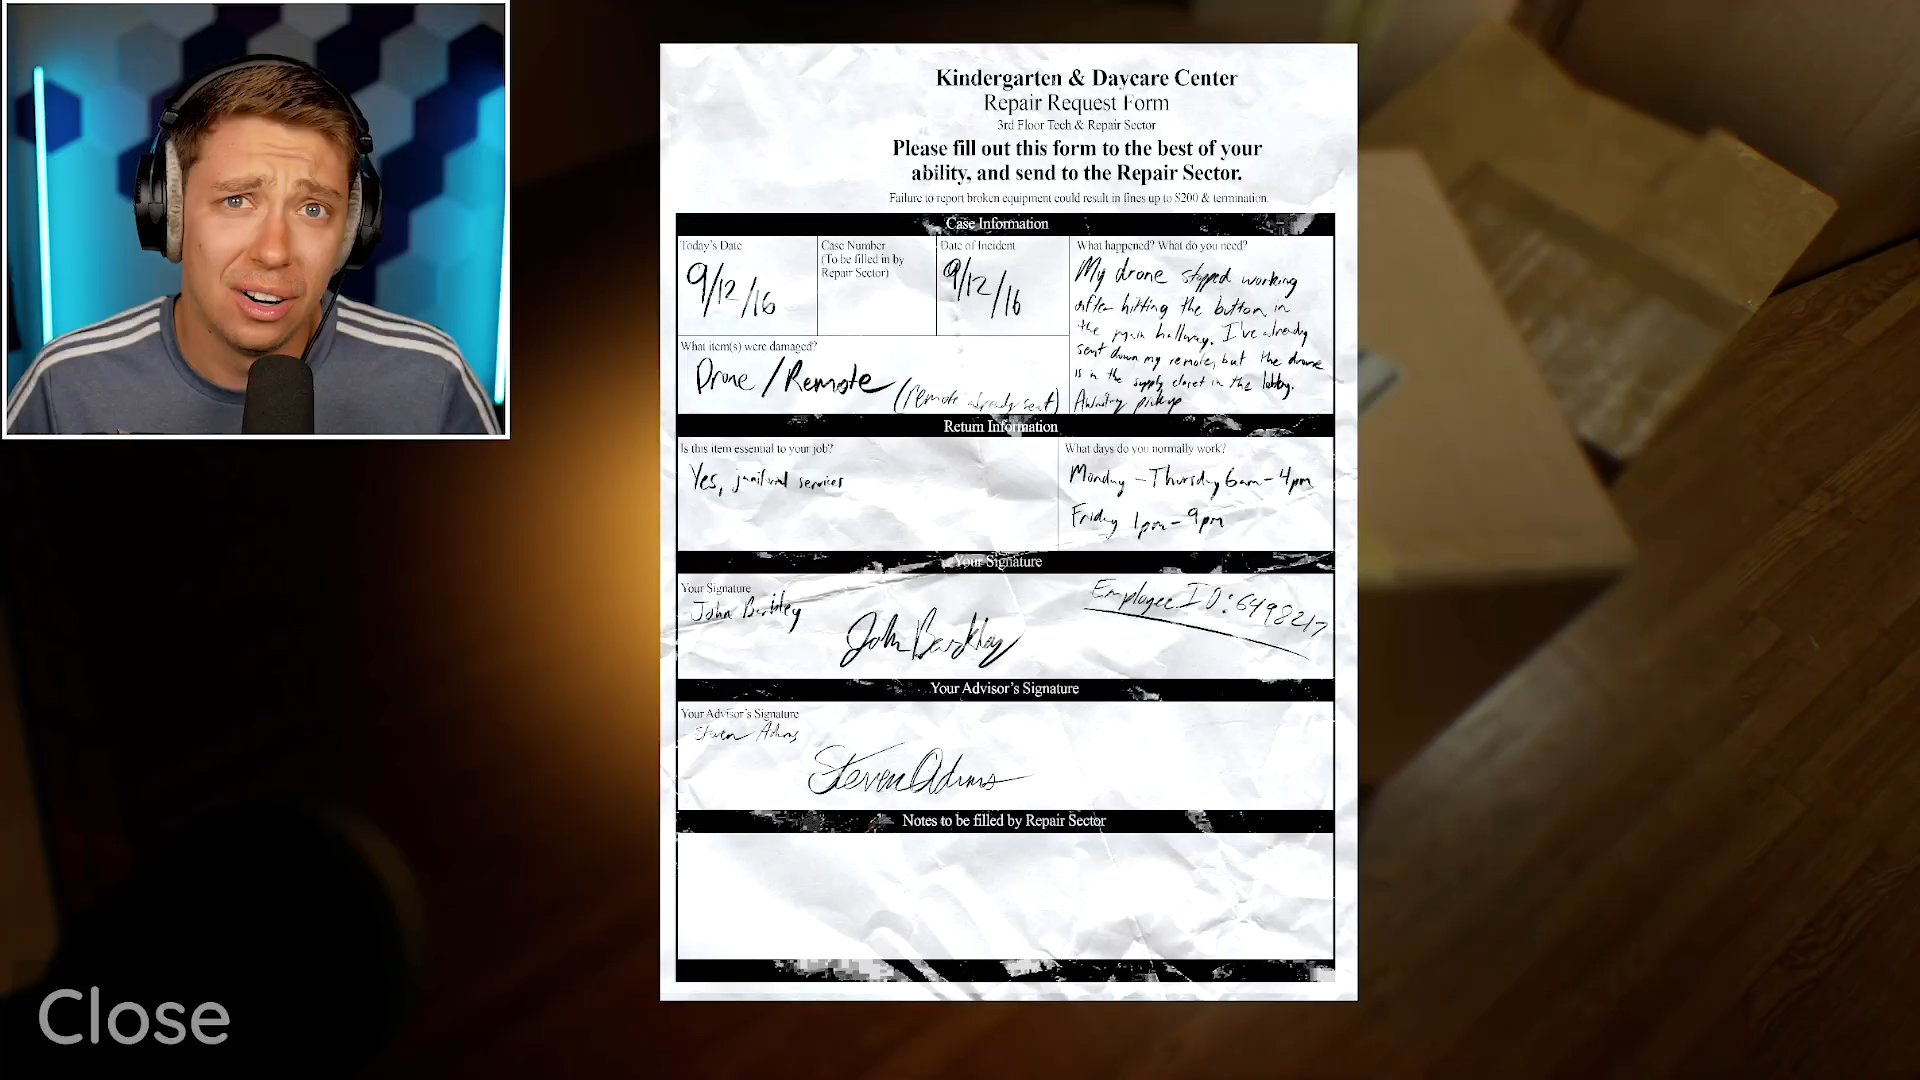 Kindergarten & Daycare Center
Repair Request Form
3rd Floor Tech & Repair Sector
Please fill out this form to the best of your
ability, and send to the Repair Sector.
Failure to report broken equipment could result in fines up to $200 & termination.
Case Information
Today's Date
9/12/16
Case Number
(To be filled in by
Repair Sector)
Date of Incident
9/12/16
What happened? What do you need?
My drone stopped working
after hitting the button in
the main hallway. I've already
sent down my remote, but the drone
is in the supply closet in the lobby.
Awaiting pickup
What item(s) were damaged?
Drone / Remote (remote already sent)
Return Information
Is this item essential to your job?
Yes, janitorial services
What days do you normally work?
Monday - Thursday 6am - 4pm
Friday 1pm - 9pm
Your Signature
Your Signature
John Barkley
John Barkley
Employee ID: 6498217
Your Advisor's Signature
Your Advisor's Signature
Steven Adams
Steven Adams
Notes to be filled by Repair Sector
Close